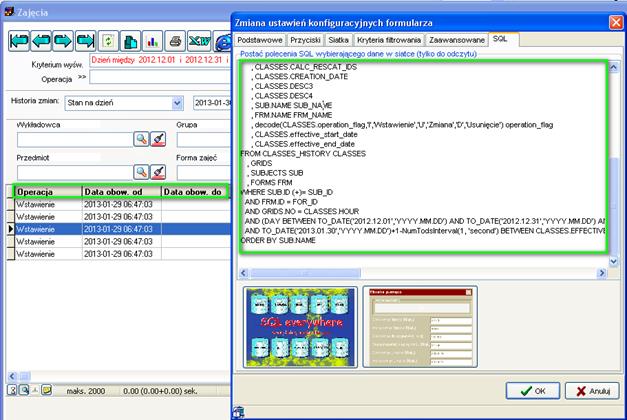 Zajęcia
Kryterium wyśw.
Dzień między 2012.12.01 i 2012.12.31
Operacja >>
Historia zmian:
Stan na dzień
2013-01-30
Wykładowca
Grupa
Przedmiot
Forma zajęć
Operacja Data obow. od Data obow. do
Wstawienie 2013-01-29 06:47:03
Wstawienie 2013-01-29 06:47:03
Wstawienie 2013-01-29 06:47:03
Wstawienie 2013-01-29 06:47:03
Wstawienie 2013-01-29 06:47:03
maks. 2000 0.00 (0.00+0.00) sek.
Zmiana ustawień konfiguracyjnych formularza
Podstawowe Przyciski Siatka Kryteria filtrowania Zaawansowane SQL
Postać polecenia SQL wybierającego dane w siatce (tylko do odczytu)
, CLASSES.CALC_RESCAT_IDS
, CLASSES.CREATION_DATE
, CLASSES.DESC3
, CLASSES.DESC4
, SUB.NAME SUB_NAME
, FRM.NAME FRM_NAME
, decode(CLASSES.operation_flag,'I','Wstawienie','U','Zmiana','D','Usunięcie') operation_flag
, CLASSES.effective_start_date
, CLASSES.effective_end_date
FROM CLASSES_HISTORY CLASSES
, GRIDS
, SUBJECTS SUB
, FORMS FRM
WHERE SUB.ID (+)= SUB_ID
AND FRM.ID = FOR_ID
AND GRIDS.NO = CLASSES.HOUR
AND (DAY BETWEEN TO_DATE('2012.12.01','YYYY.MM.DD') AND TO_DATE('2012.12.31','YYYY.MM.DD') AN
AND TO_DATE('2013.01.30','YYYY.MM.DD')+1-NumTodsInterval(1, 'second') BETWEEN CLASSES.EFFECTIVE
ORDER BY SUB.NAME
SQL everywhere
OK
Anuluj